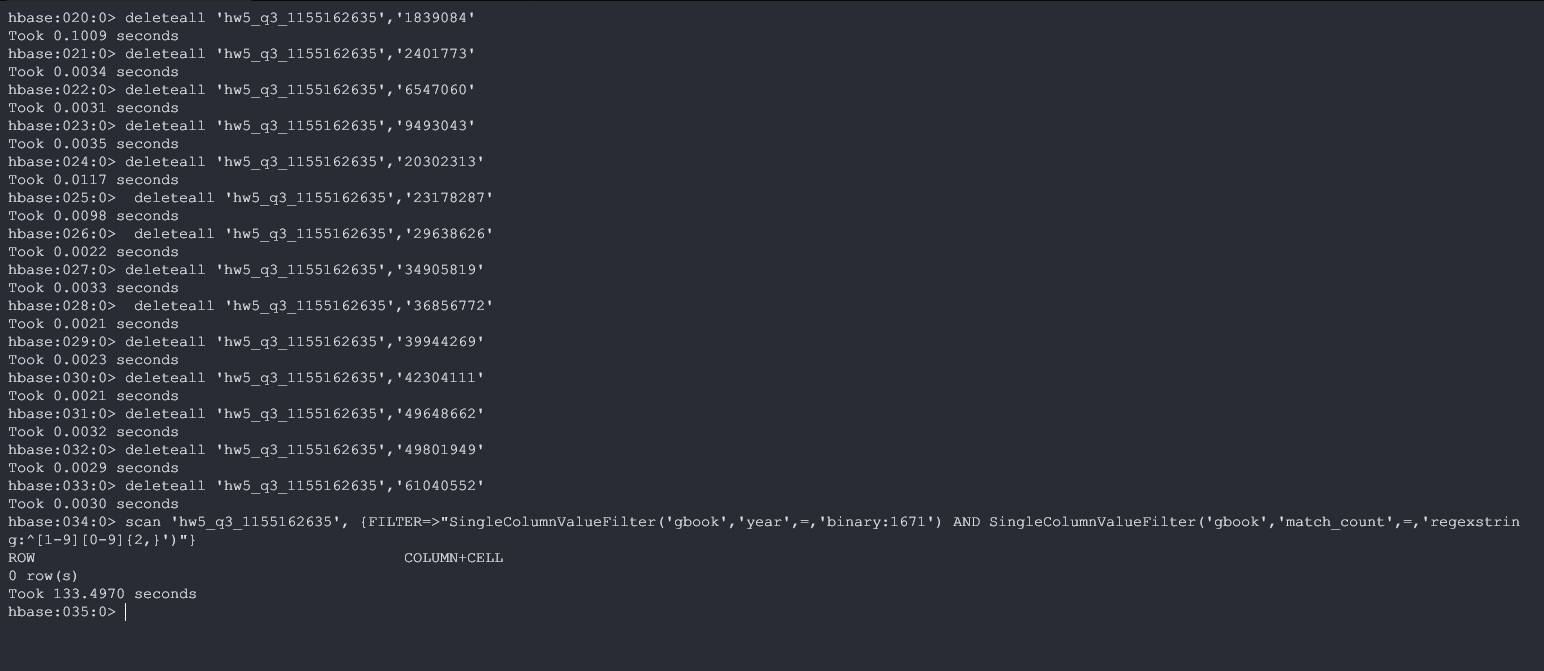 hbase:020:0> deleteall 'hw5_q3_1155162635','1839084'
Took 0.1009 seconds
hbase:021:0> deleteall 'hw5_q3_1155162635','2401773'
Took 0.0034 seconds
hbase:022:0> deleteall 'hw5_q3_1155162635','6547060'
Took 0.0031 seconds
hbase:023:0> deleteall 'hw5_q3_1155162635','9493043'
Took 0.0035 seconds
hbase:024:0> deleteall 'hw5_q3_1155162635','20302313'
Took 0.0117 seconds
hbase:025:0>  deleteall 'hw5_q3_1155162635','23178287'
Took 0.0098 seconds
hbase:026:0>  deleteall 'hw5_q3_1155162635','29638626'
Took 0.0022 seconds
hbase:027:0> deleteall 'hw5_q3_1155162635','34905819'
Took 0.0033 seconds
hbase:028:0>  deleteall 'hw5_q3_1155162635','36856772'
Took 0.0021 seconds
hbase:029:0> deleteall 'hw5_q3_1155162635','39944269'
Took 0.0023 seconds
hbase:030:0> deleteall 'hw5_q3_1155162635','42304111'
Took 0.0021 seconds
hbase:031:0> deleteall 'hw5_q3_1155162635','49648662'
Took 0.0032 seconds
hbase:032:0> deleteall 'hw5_q3_1155162635','49801949'
Took 0.0029 seconds
hbase:033:0> deleteall 'hw5_q3_1155162635','61040552'
Took 0.0030 seconds
hbase:034:0> scan 'hw5_q3_1155162635', {FILTER=>"SingleColumnValueFilter('gbook','year',=,'binary:1671') AND SingleColumnValueFilter('gbook','match_count',=,'regexstrin
g:^[1-9][0-9]{2,}')"}
ROW COLUMN+CELL
0 row(s)
Took 133.4970 seconds
hbase:035:0>